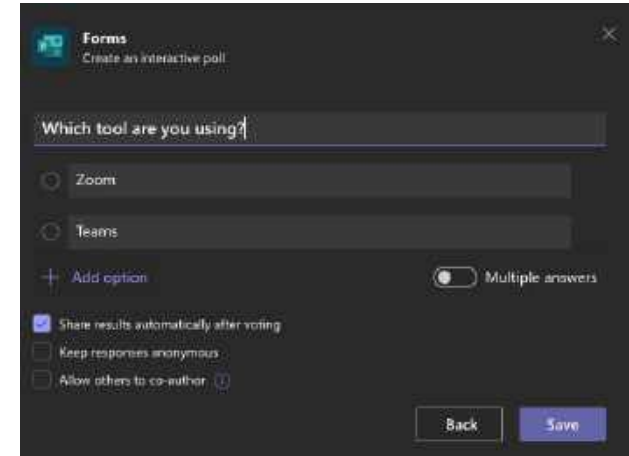 Forms
Create an interactive poll
Which tool are you using?
Zoom
Teams
Add option
Multiple answers
Share results automatically after voting
Keep responses anonymous
Allow others to co-author
Back
Save